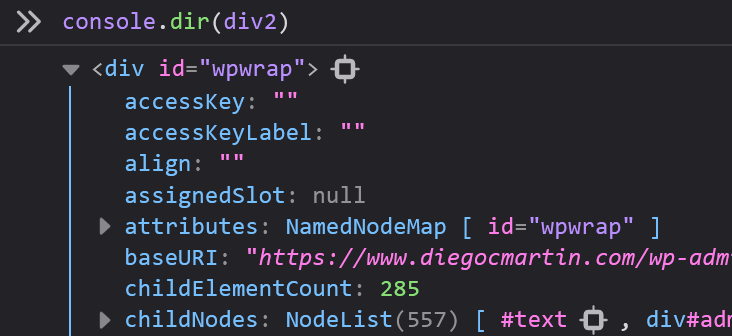 >> console.dir(div2)
<div id="wpwrap">
accessKey: ""
accessKeyLabel: ""
align: ""
assignedSlot: null
attributes: NamedNodeMap [ id="wpwrap" ]
baseURI: "https://www.diegocmartin.com/wp-adm
childElementCount: 285
childNodes: NodeList(557) [ #text , div#adm